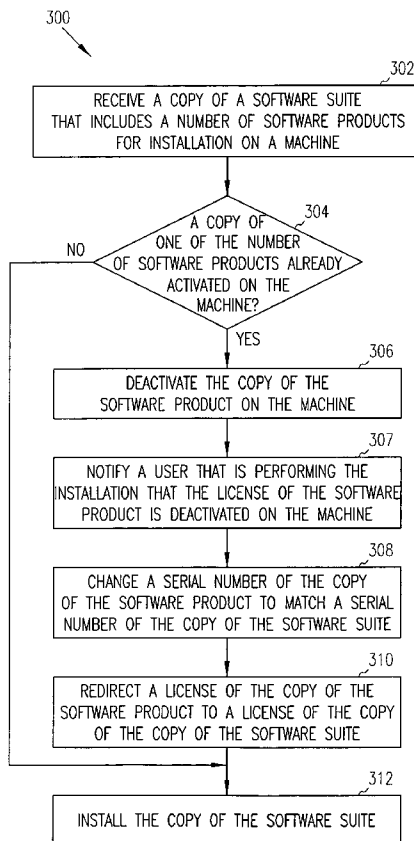 300
302
RECEIVE A COPY OF A SOFTWARE SUITE
THAT INCLUDES A NUMBER OF SOFTWARE PRODUCTS
FOR INSTALLATION ON A MACHINE
304
A COPY OF
ONE OF THE NUMBER
OF SOFTWARE PRODUCTS ALREADY
ACTIVATED ON THE
MACHINE?
NO
YES
306
DEACTIVATE THE COPY OF THE
SOFTWARE PRODUCT ON THE MACHINE
307
NOTIFY A USER THAT IS PERFORMING THE
INSTALLATION THAT THE LICENSE OF THE SOFTWARE
PRODUCT IS DEACTIVATED ON THE MACHINE
308
CHANGE A SERIAL NUMBER OF THE COPY
OF THE SOFTWARE PRODUCT TO MATCH A SERIAL
NUMBER OF THE COPY OF THE SOFTWARE SUITE
310
REDIRECT A LICENSE OF THE COPY OF THE
SOFTWARE PRODUCT TO A LICENSE OF THE COPY
OF THE COPY OF THE SOFTWARE SUITE
312
INSTALL THE COPY OF THE SOFTWARE SUITE